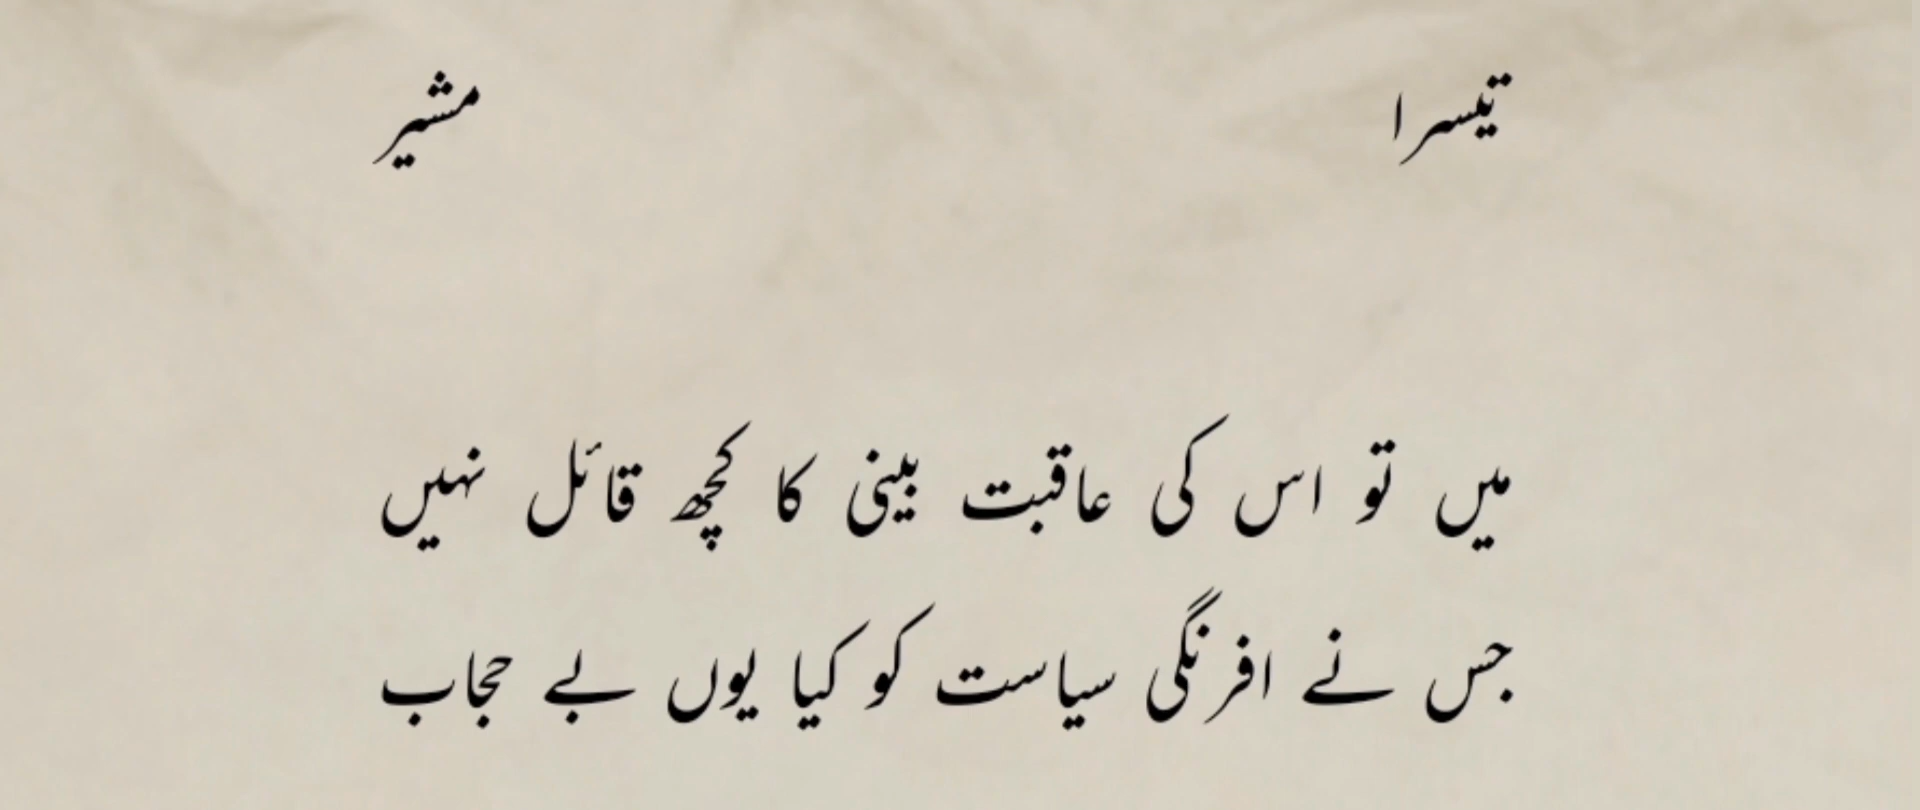 تیسرا مشیر
میں تو اس کی عاقبت بینی کا کچھ قائل نہیں
جس نے افرنگی سیاست کو کیا یوں بے حجاب